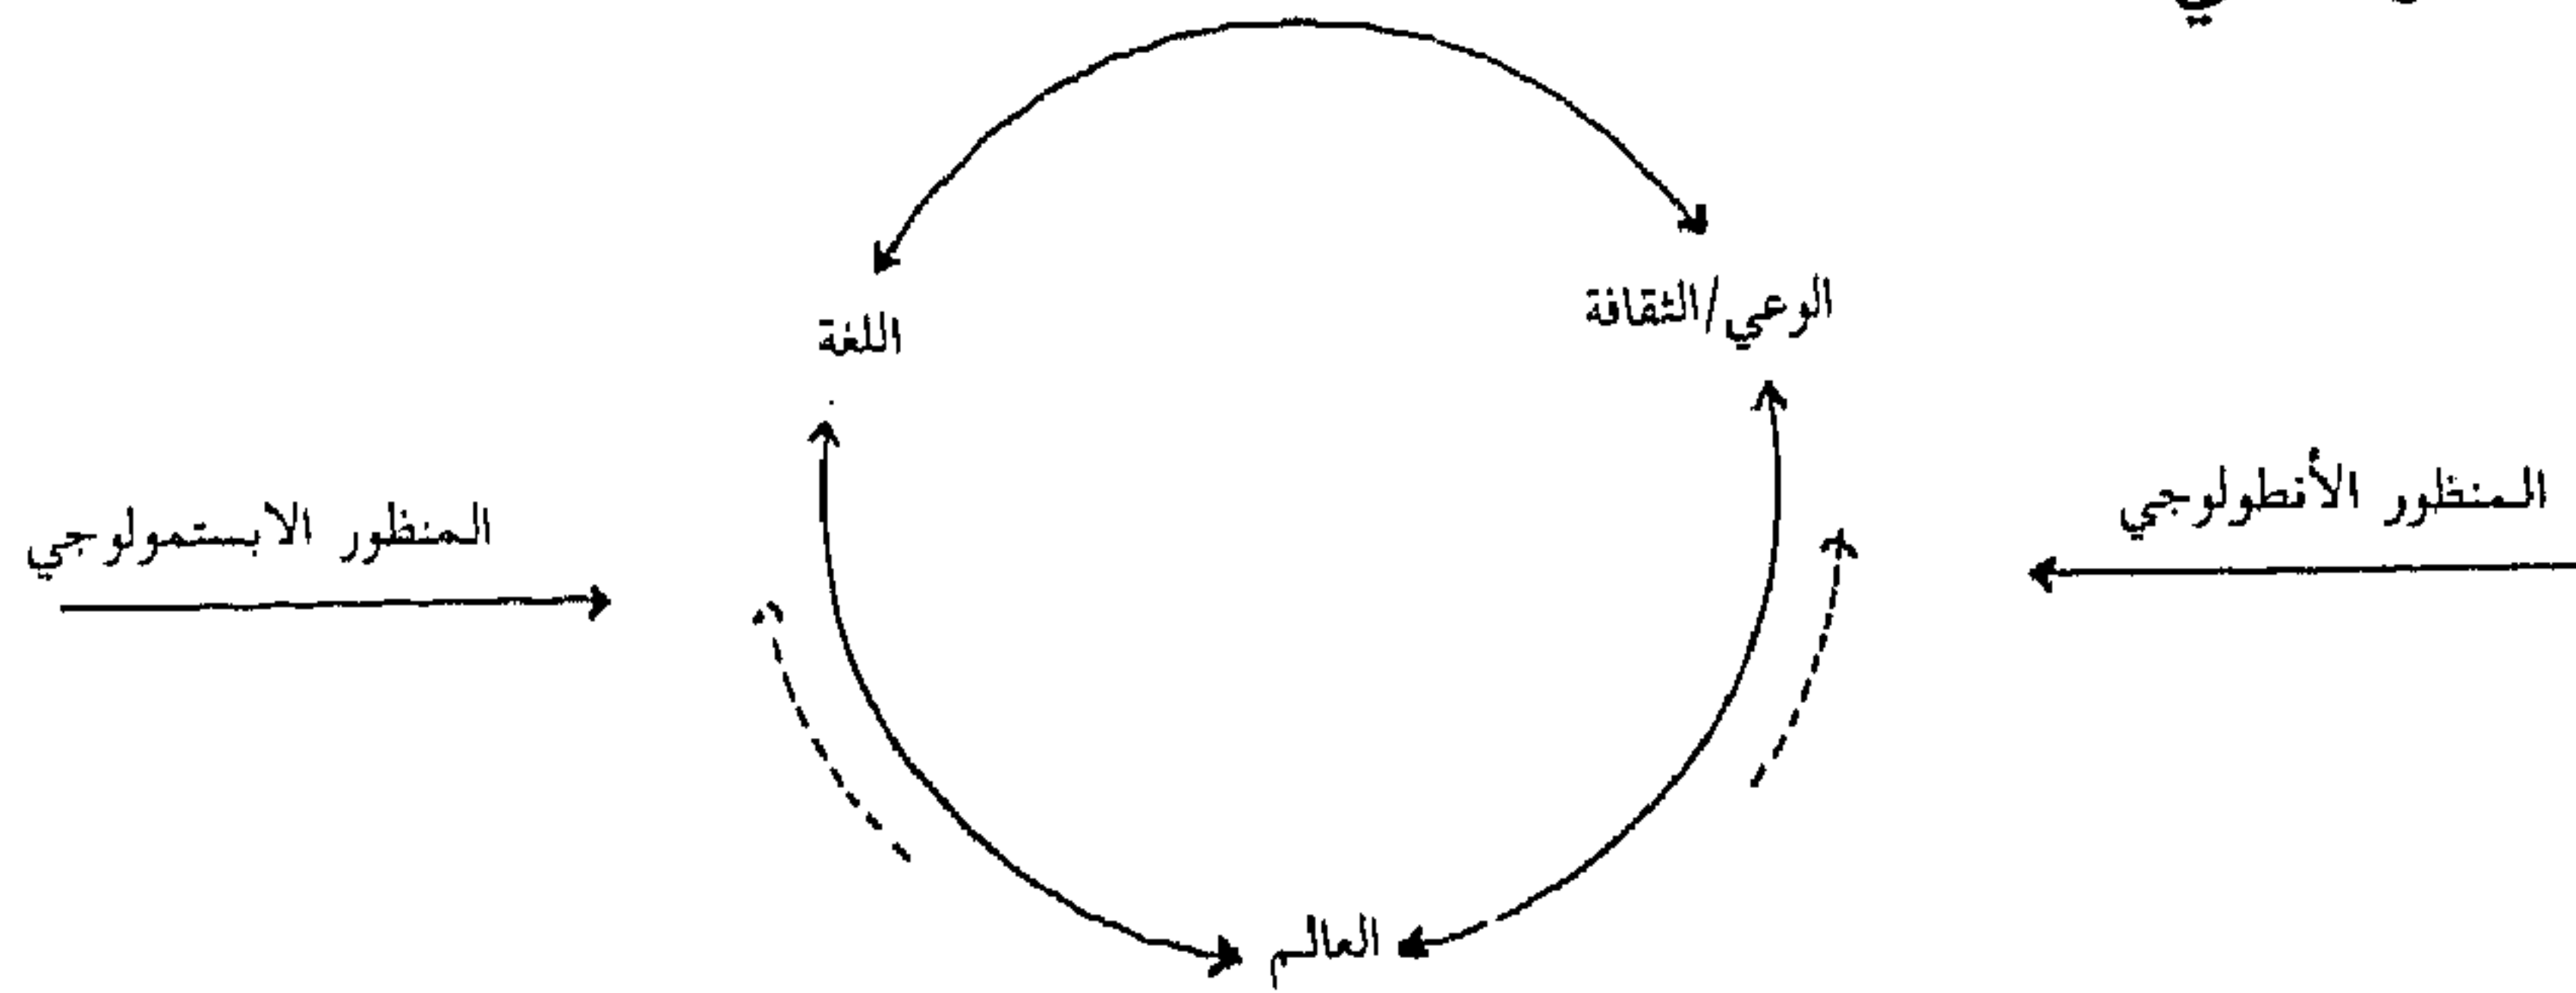 الوعي/الثقافة
اللغة
المنظور الأنطولوجي
المنظور الابستمولوجي
العالم